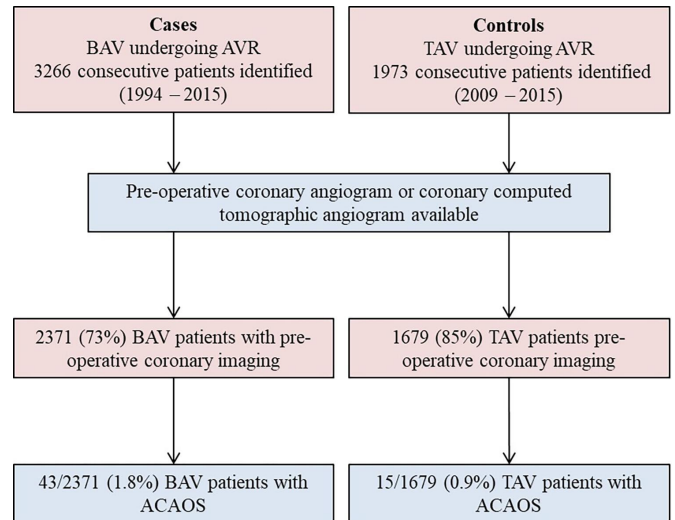 Cases
BAV undergoing AVR
3266 consecutive patients identified
(1994 – 2015)
Controls
TAV undergoing AVR
1973 consecutive patients identified
(2009 – 2015)
Pre-operative coronary angiogram or coronary computed
tomographic angiogram available
2371 (73%) BAV patients with pre-
operative coronary imaging
1679 (85%) TAV patients pre-
operative coronary imaging
43/2371 (1.8%) BAV patients with
ACAOS
15/1679 (0.9%) TAV patients with
ACAOS